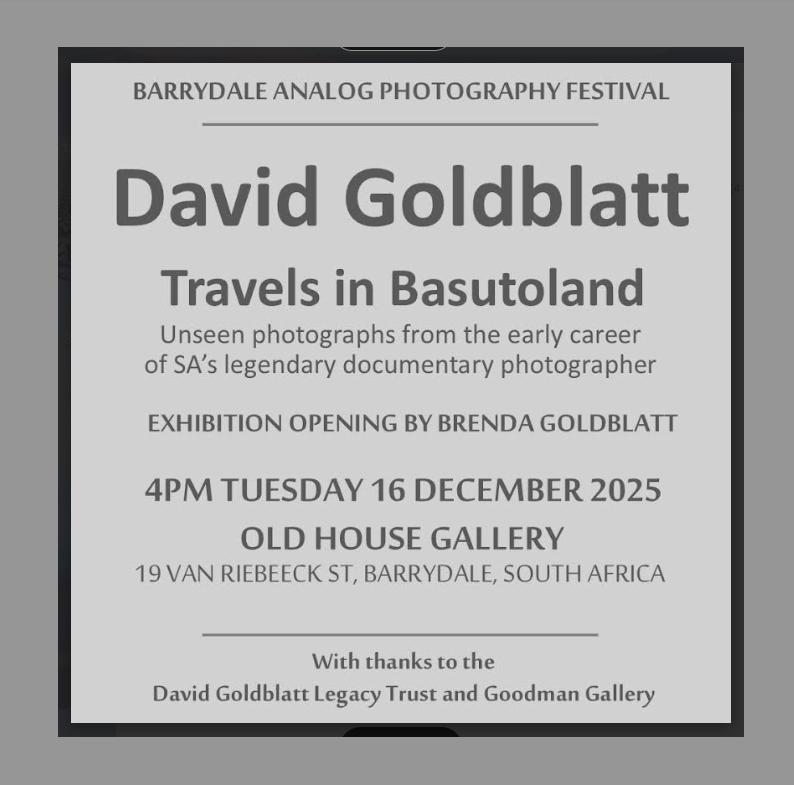 BARRYDALE ANALOG PHOTOGRAPHY FESTIVAL
David Goldblatt
Travels in Basutoland
Unseen photographs from the early career
of SA’s legendary documentary photographer
EXHIBITION OPENING BY BRENDA GOLDBLATT
4PM TUESDAY 16 DECEMBER 2025
OLD HOUSE GALLERY
19 VAN RIEBEECK ST, BARRYDALE, SOUTH AFRICA
With thanks to the
David Goldblatt Legacy Trust and Goodman Gallery